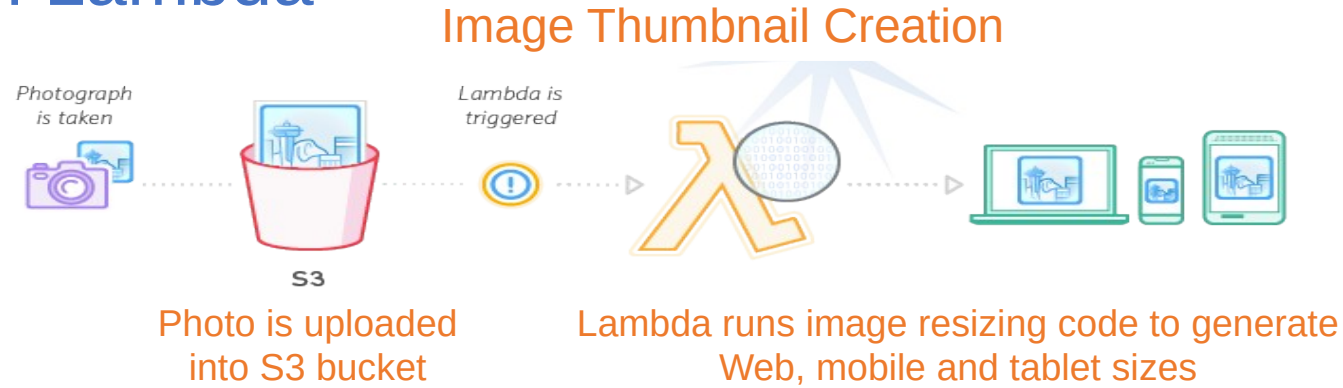 Lambda
Image Thumbnail Creation
Photograph
is taken
Lambda is
triggered
S3
Photo is uploaded
into S3 bucket
Lambda runs image resizing code to generate
Web, mobile and tablet sizes